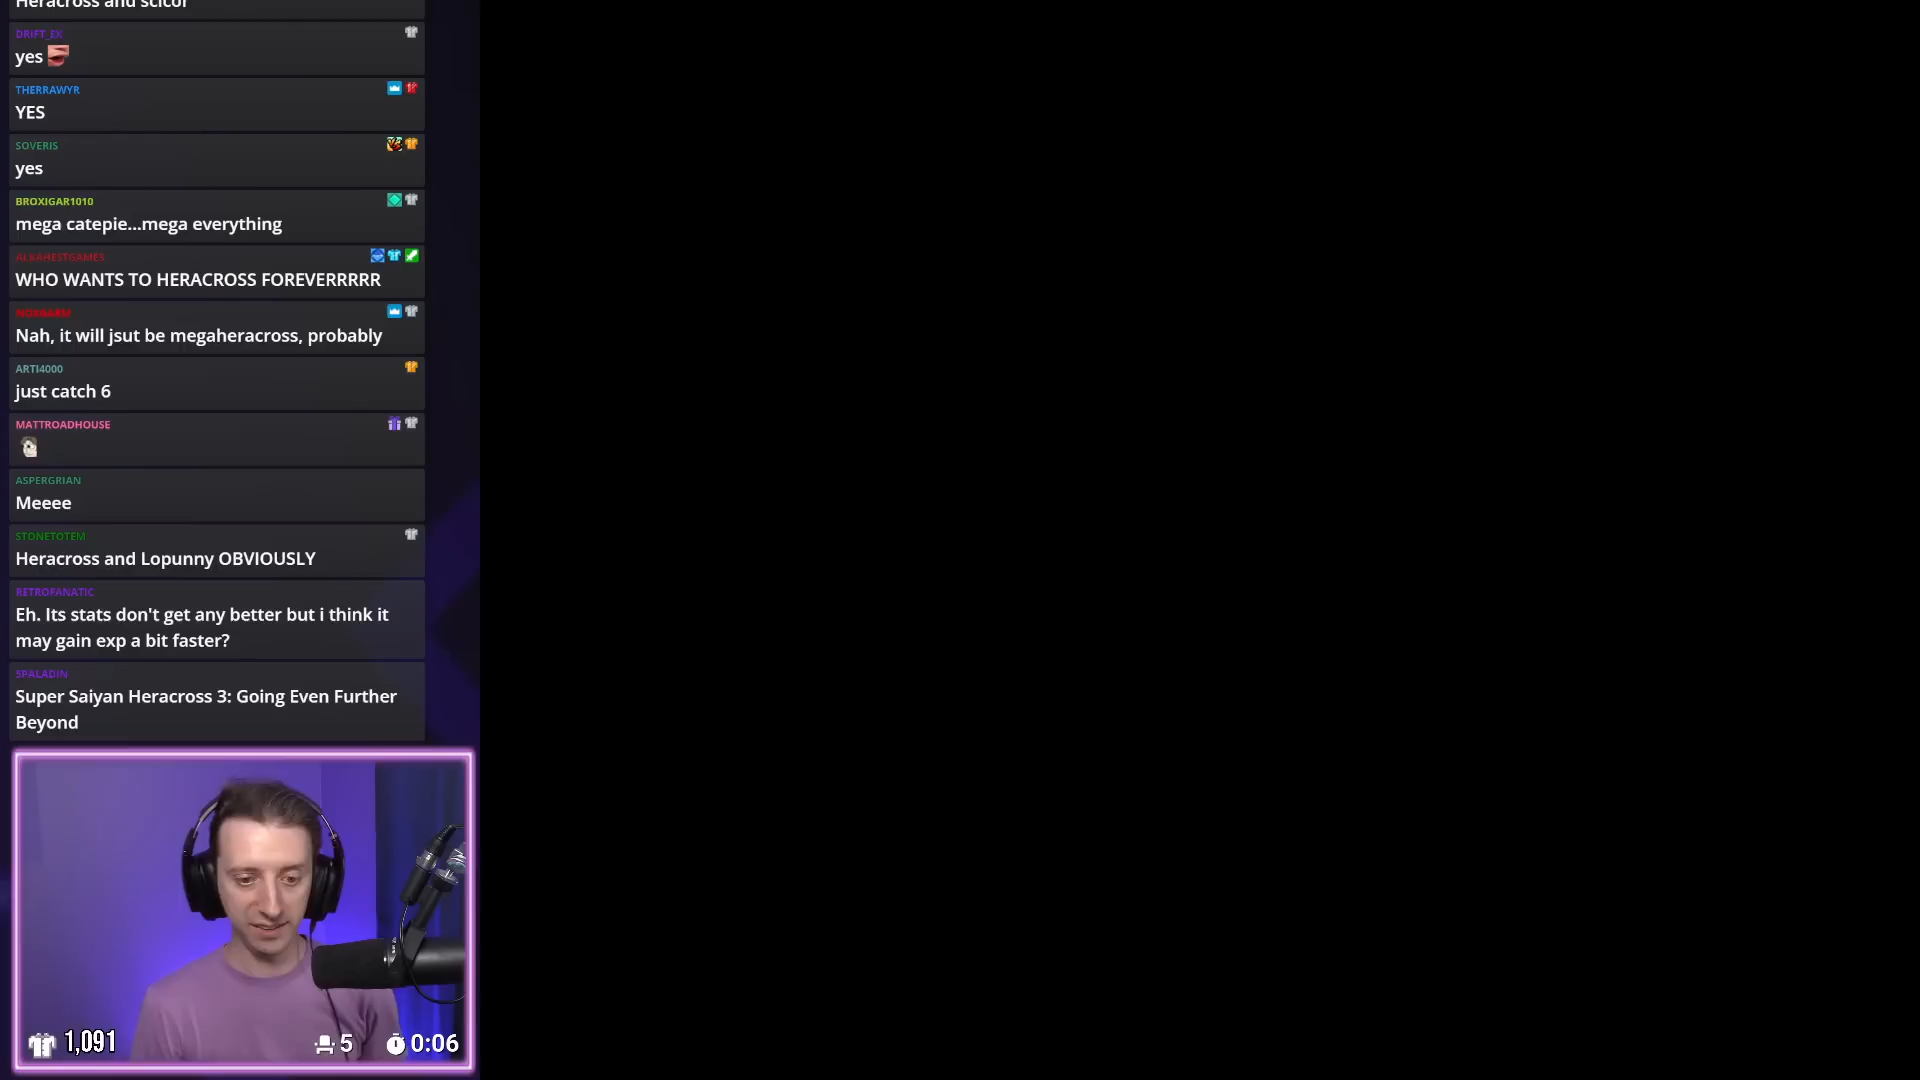 Heracross and scicor
DRIFT_EX
yes
THERRAWYR
YES
SOVERIS
yes
BROXIGAR1010
mega catepie...mega everything
ALKAHESTGAMES
WHO WANTS TO HERACROSS FOREVERRRRR
Nah, it will jsut be megaheracross, probably
ARTI4000
just catch 6
MATTROADHOUSE
ASPERGRIAN
Meeee
STONETOTEM
Heracross and Lopunny OBVIOUSLY
RETROFANATIC
Eh. Its stats don't get any better but i think it
may gain exp a bit faster?
SPALADIN
Super Saiyan Heracross 3: Going Even Further
Beyond
1,091
5
0:06